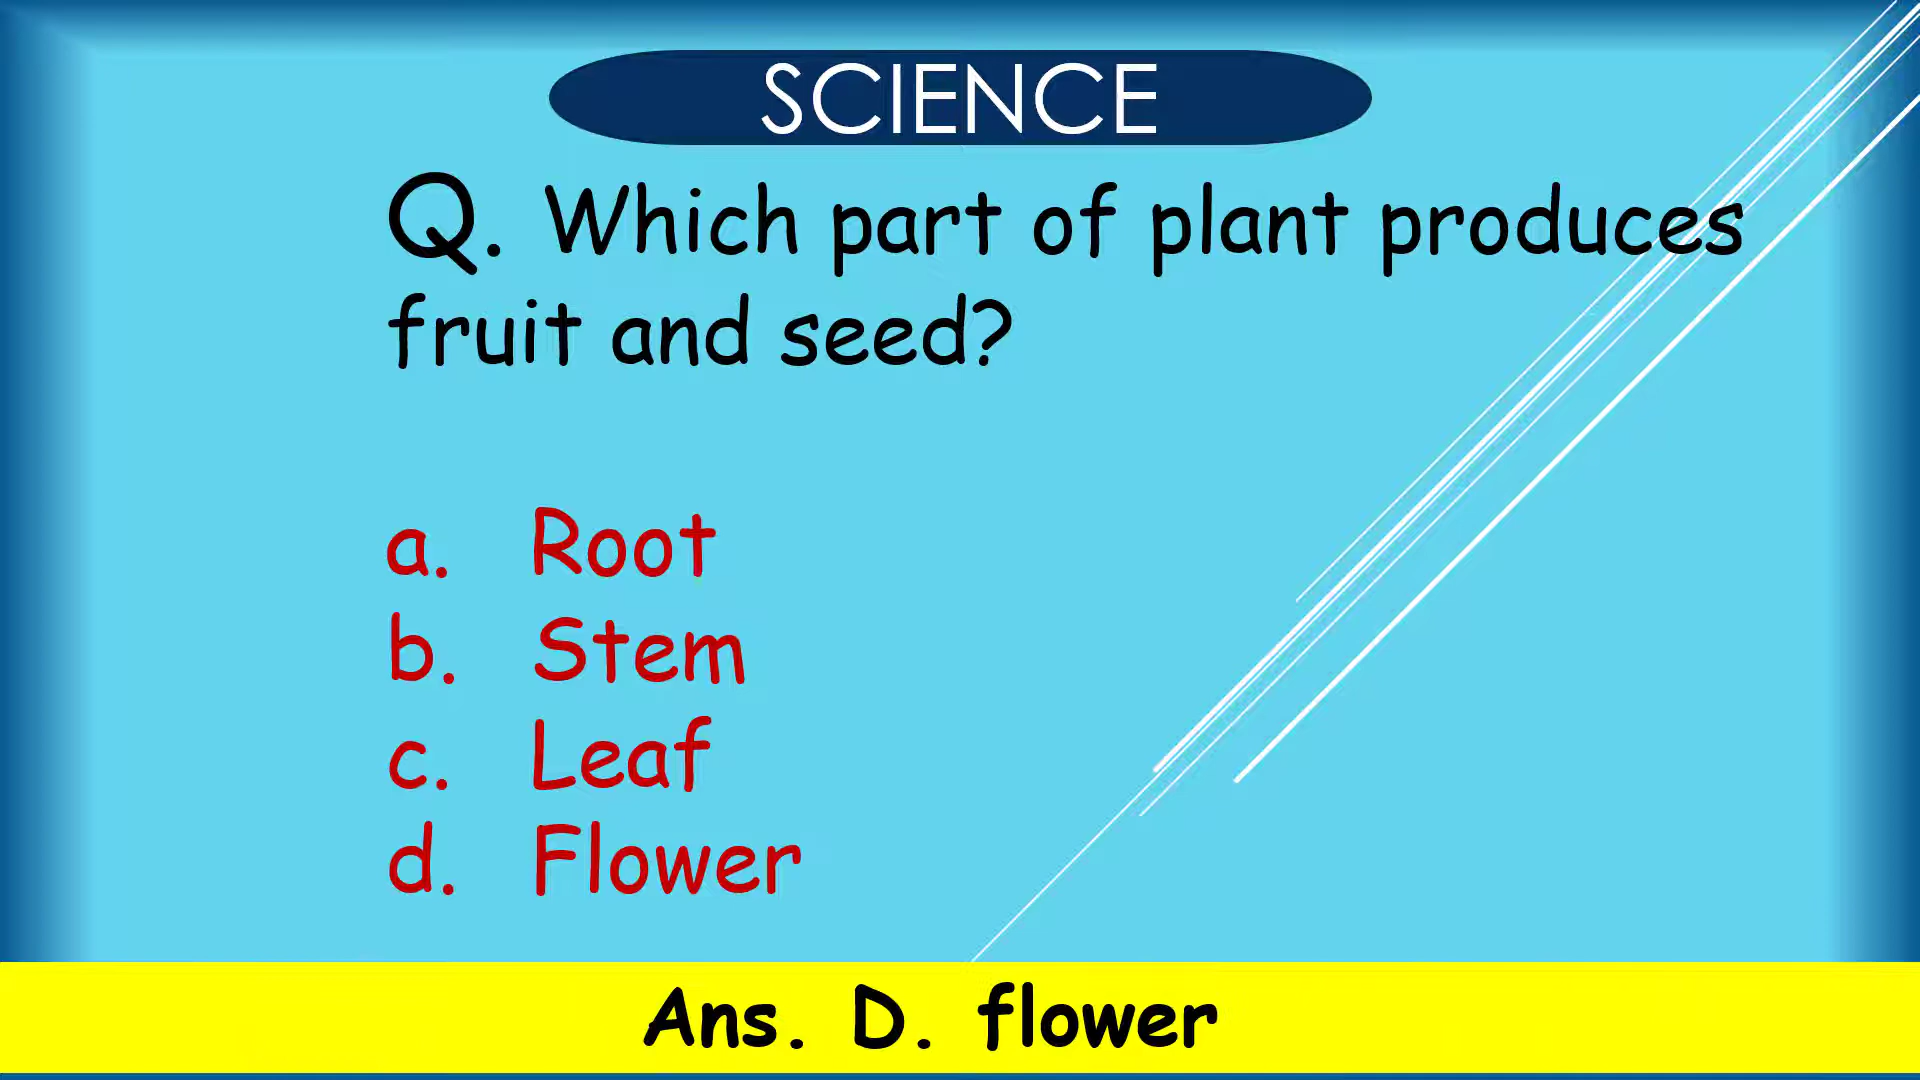 SCIENCE
Q. Which part of plant produces
fruit and seed?
a. Root
b. Stem
c. Leaf
d. Flower
Ans. D. flower